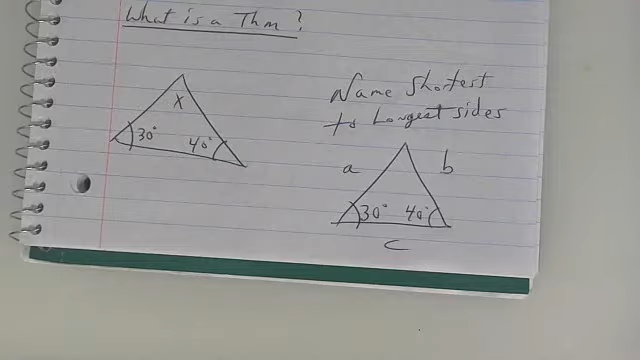 What is a Thm?
Name Shortest
to Longest sides
X
30°
40°
a
b
30°
40°
c